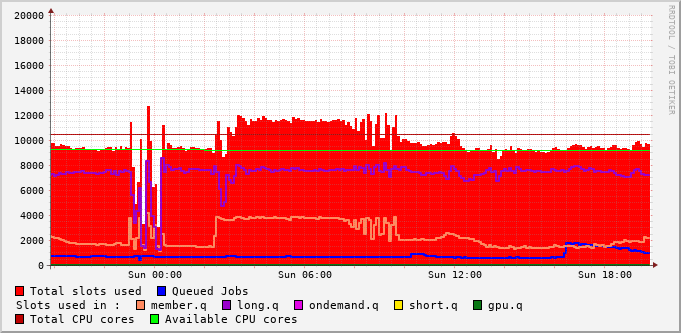 20000
18000
16000
14000
12000
10000
8000
6000
4000
2000
0
Sun 00:00 Sun 06:00 Sun 12:00 Sun 18:00
RRDTOOL / TOBI OETIKER
Total slots used Queued Jobs
Slots used in : member.q long.q ondemand.q short.q gpu.q
Total CPU cores Available CPU cores